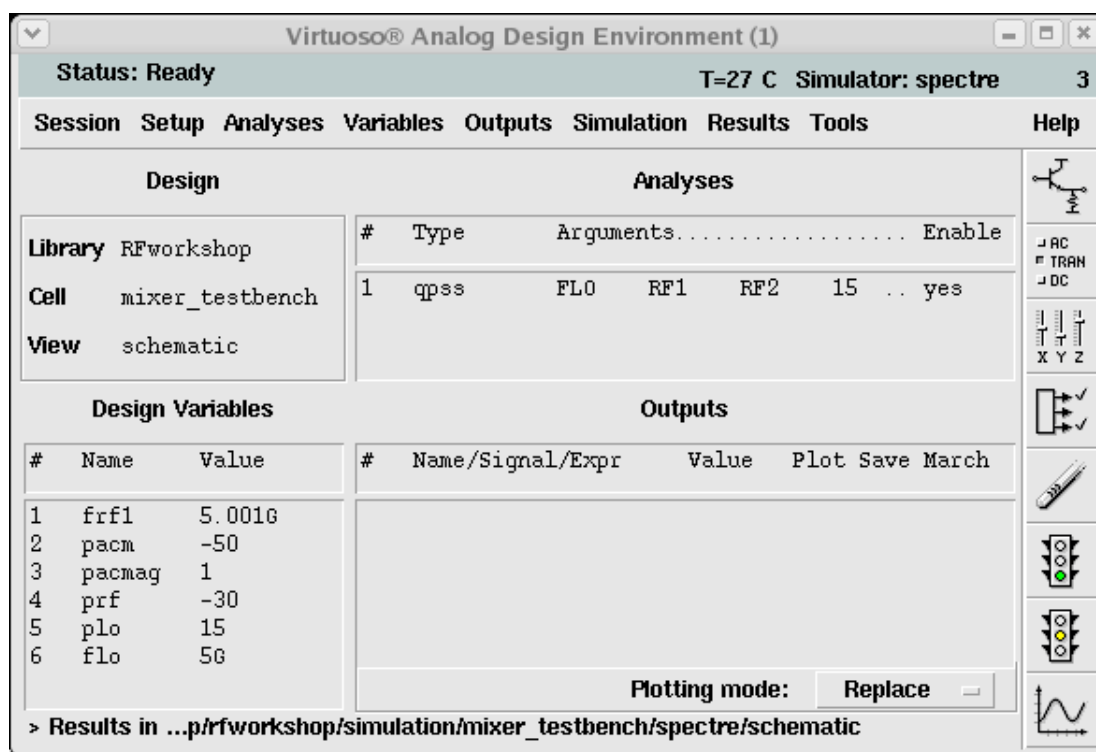 Virtuoso® Analog Design Environment (1)
Status: Ready T=27 C Simulator: spectre 3
Session Setup Analyses Variables Outputs Simulation Results Tools Help
Design
Library RFworkshop
Cell mixer_testbench
View schematic
Analyses
# Type Arguments.................. Enable
1 qpss FLO RF1 RF2 15 .. yes
AC
TRAN
DC
X Y Z
Design Variables
# Name Value
1 frf1 5.001G
2 pacm -50
3 pacmag 1
4 prf -30
5 plo 15
6 flo 5G
Outputs
# Name/Signal/Expr Value Plot Save March
Plotting mode: Replace
> Results in ...p/rfworkshop/simulation/mixer_testbench/spectre/schematic